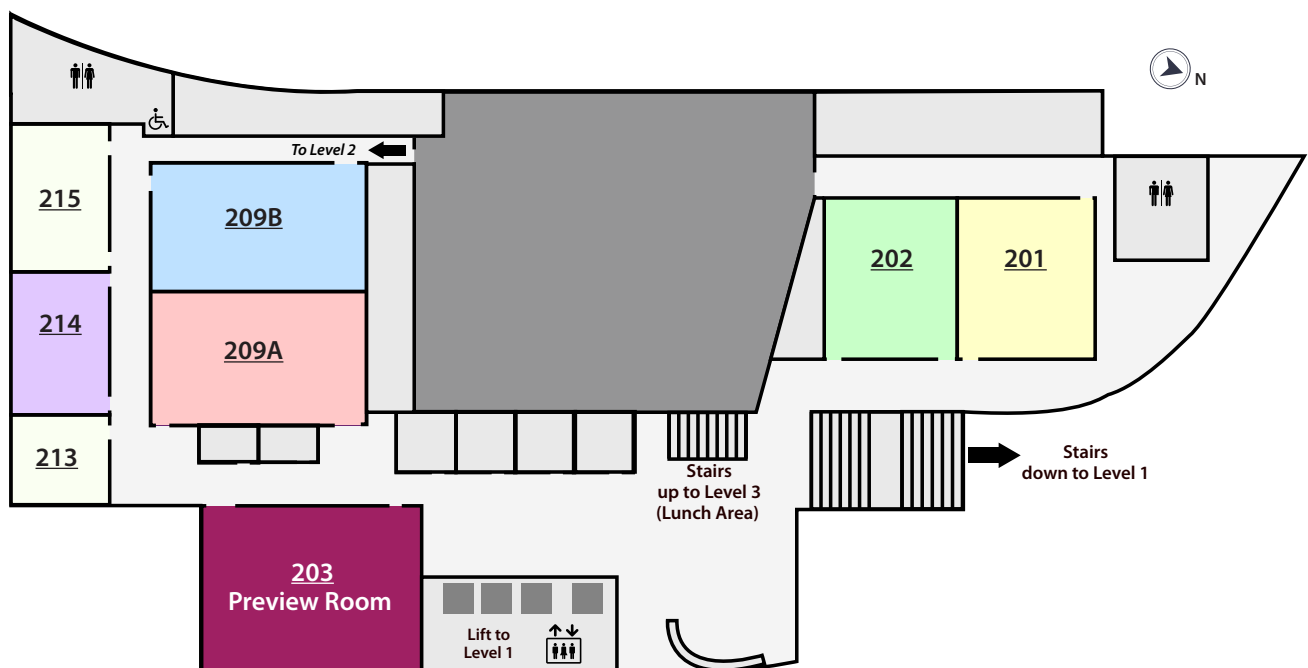 N
To Level 2
215
209B
202
201
214
209A
213
Stairs
up to Level 3
(Lunch Area)
Stairs
down to Level 1
203
Preview Room
Lift to
Level 1